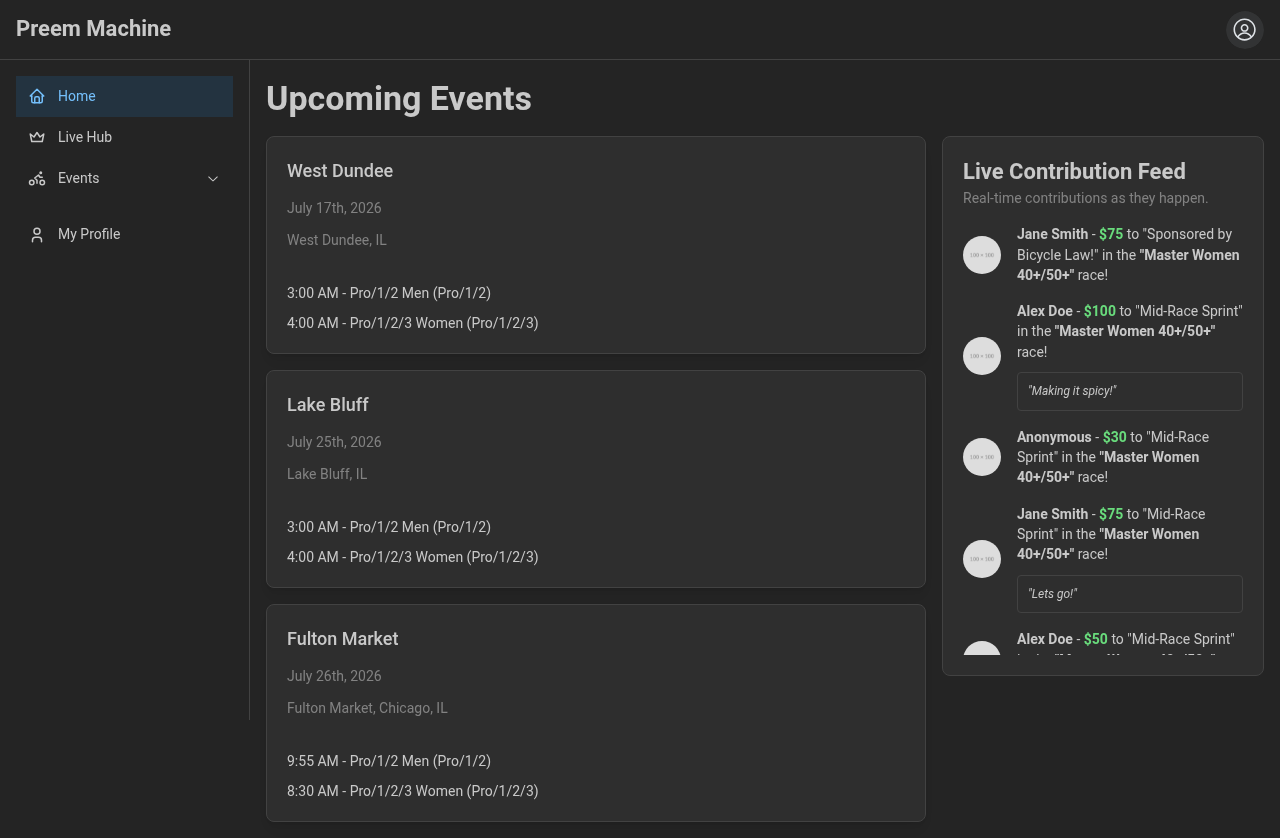 Preem Machine
Home
Live Hub
Events
My Profile
Upcoming Events
West Dundee
July 17th, 2026
West Dundee, IL
3:00 AM - Pro/1/2 Men (Pro/1/2)
4:00 AM - Pro/1/2/3 Women (Pro/1/2/3)
Lake Bluff
July 25th, 2026
Lake Bluff, IL
3:00 AM - Pro/1/2 Men (Pro/1/2)
4:00 AM - Pro/1/2/3 Women (Pro/1/2/3)
Fulton Market
July 26th, 2026
Fulton Market, Chicago, IL
9:55 AM - Pro/1/2 Men (Pro/1/2)
8:30 AM - Pro/1/2/3 Women (Pro/1/2/3)
Live Contribution Feed
Real-time contributions as they happen.
100 × 100
Jane Smith - $75 to "Sponsored by
Bicycle Law!" in the "Master Women
40+/50+" race!
100 × 100
Alex Doe - $100 to "Mid-Race Sprint"
in the "Master Women 40+/50+"
race!
"Making it spicy!"
100 × 100
Anonymous - $30 to "Mid-Race
Sprint" in the "Master Women
40+/50+" race!
100 × 100
Jane Smith - $75 to "Mid-Race
Sprint" in the "Master Women
40+/50+" race!
"Lets go!"
Alex Doe - $50 to "Mid-Race Sprint"